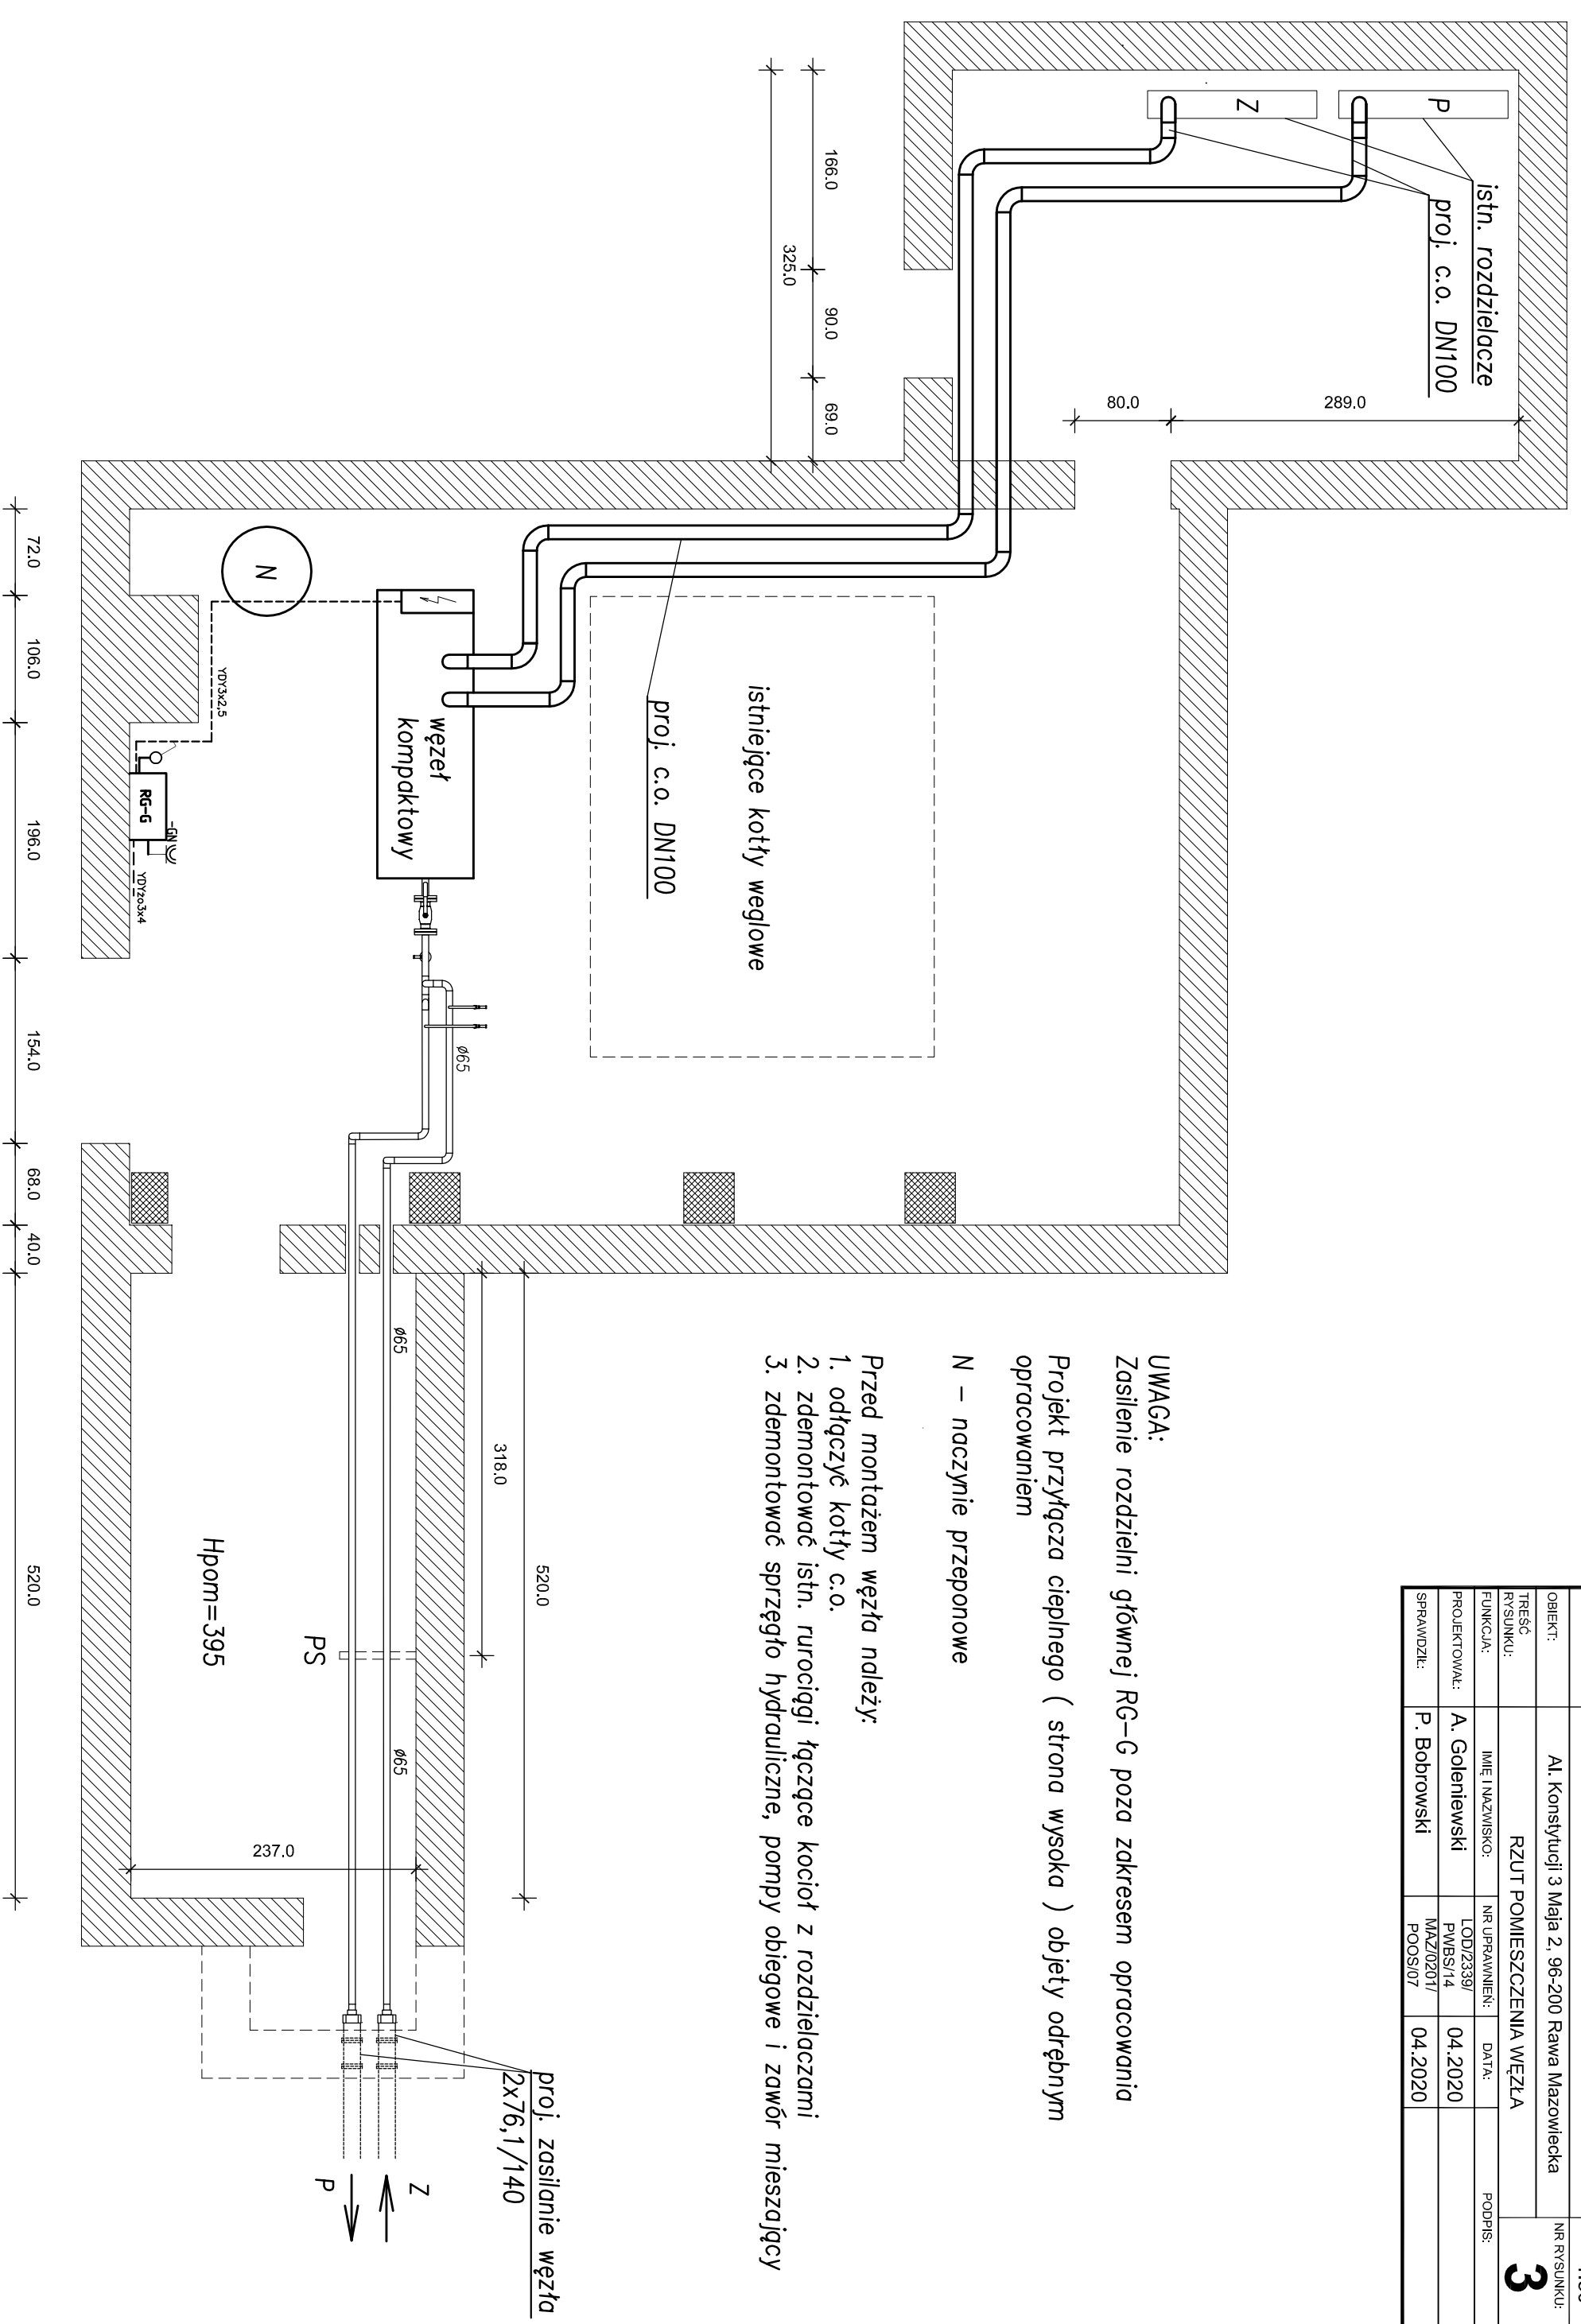 NR RYSUNKU:
3
OBIEKT:
Al. Konstytucji 3 Maja 2, 96-200 Rawa Mazowiecka
TREŚĆ
RYSUNKU:
RZUT POMIESZCZENIA WĘZŁA
FUNKCJA:
IMIĘ I NAZWISKO:
NR UPRAWNIEŃ:
DATA:
PODPIS:
PROJEKTOWAŁ:
A. Goleniewski
LOD/2339/
PWBS/14
04.2020
SPRAWDZIŁ:
P. Bobrowski
MAZ/0201/
POOS/07
04.2020
P
Z
istn. rozdzielacze
proj. c.o. DN100
289.0
80.0
166.0
90.0
69.0
325.0
UWAGA:
Zasilenie rozdzielni głównej RG-G poza zakresem opracowania
Projekt przyłącza cieplnego ( strona wysoka ) objety odrębnym
opracowaniem
N - naczynie przeponowe
Przed montażem węzła należy:
1. odłączyć kotły c.o.
2. zdemontować istn. rurociągi łączące kocioł z rozdzielaczami
3. zdemontować sprzęgło hydrauliczne, pompy obiegowe i zawór mieszający
istniejące kotły weglowe
proj. c.o. DN100
węzeł
kompaktowy
N
YDY3x2,5
RG-G
-GN
YDYżo3x4
ø65
ø65
ø65
520.0
318.0
PS
Hpom=395
237.0
proj. zasilanie węzła
2x76,1/140
Z
P
72.0
106.0
196.0
154.0
68.0
40.0
520.0